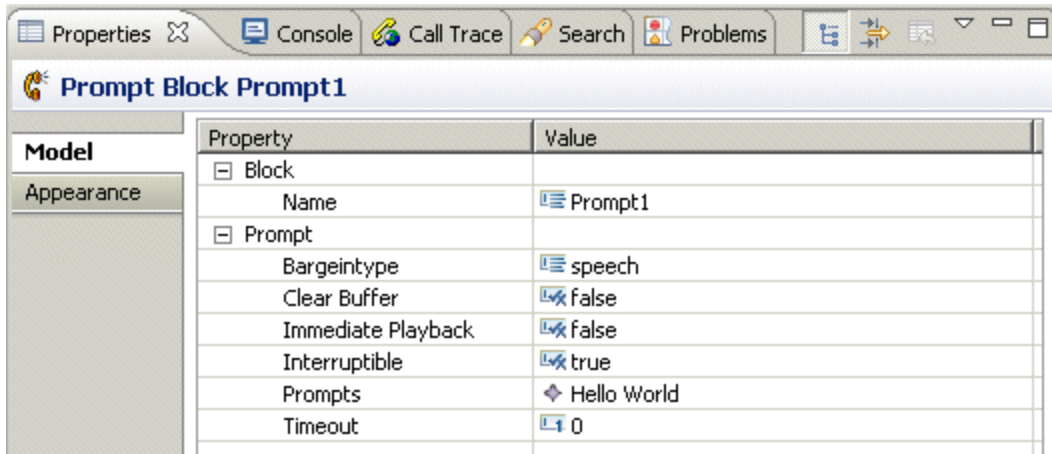 Properties Console Call Trace Search Problems
Prompt Block Prompt1
Model
Appearance
Property Value
Block
Name Prompt1
Prompt
Bargeintype speech
Clear Buffer false
Immediate Playback false
Interruptible true
Prompts Hello World
Timeout 0